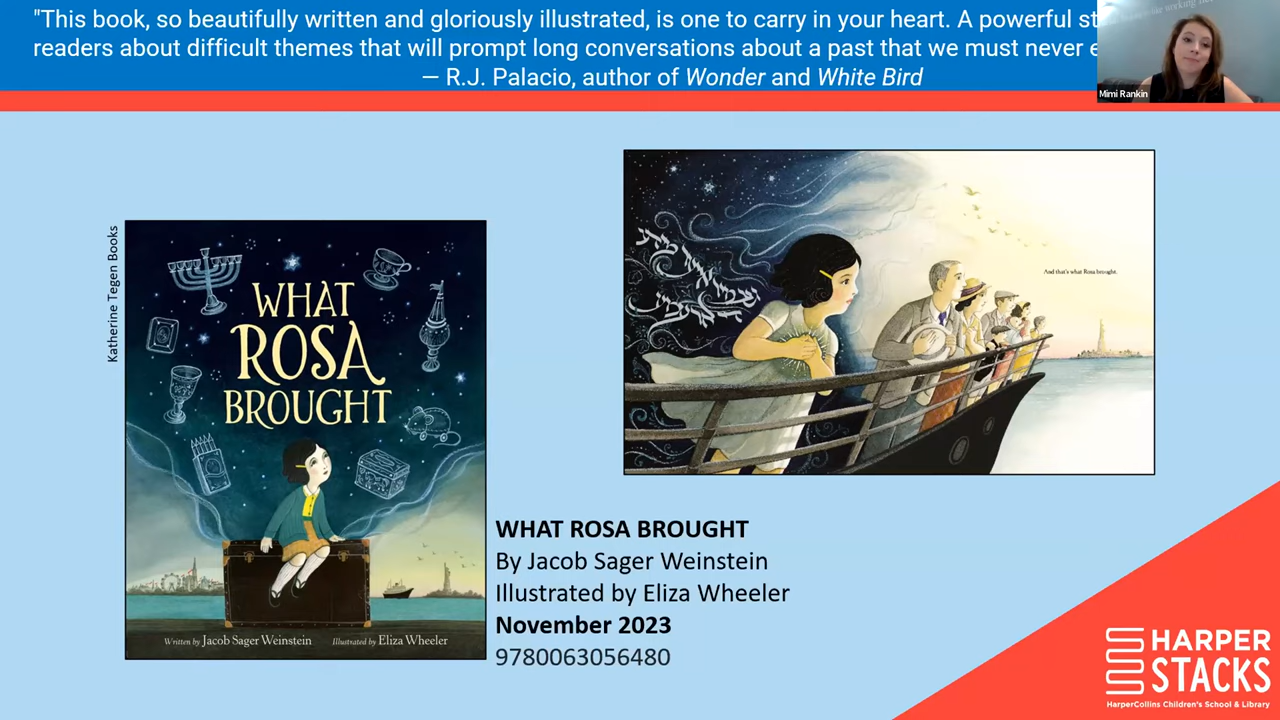 "This book, so beautifully written and gloriously illustrated, is one to carry in your heart. A powerful st
readers about difficult themes that will prompt long conversations about a past that we must never e
— R.J. Palacio, author of Wonder and White Bird
Mimi Rankin
Katherine Tegen Books
WHAT
ROSA
BROUGHT
Written by Jacob Sager Weinstein Illustrated by Eliza Wheeler
And that's what Rosa brought.
WHAT ROSA BROUGHT
By Jacob Sager Weinstein
Illustrated by Eliza Wheeler
November 2023
9780063056480
HARPER
STACKS
HarperCollins Children's School & Library